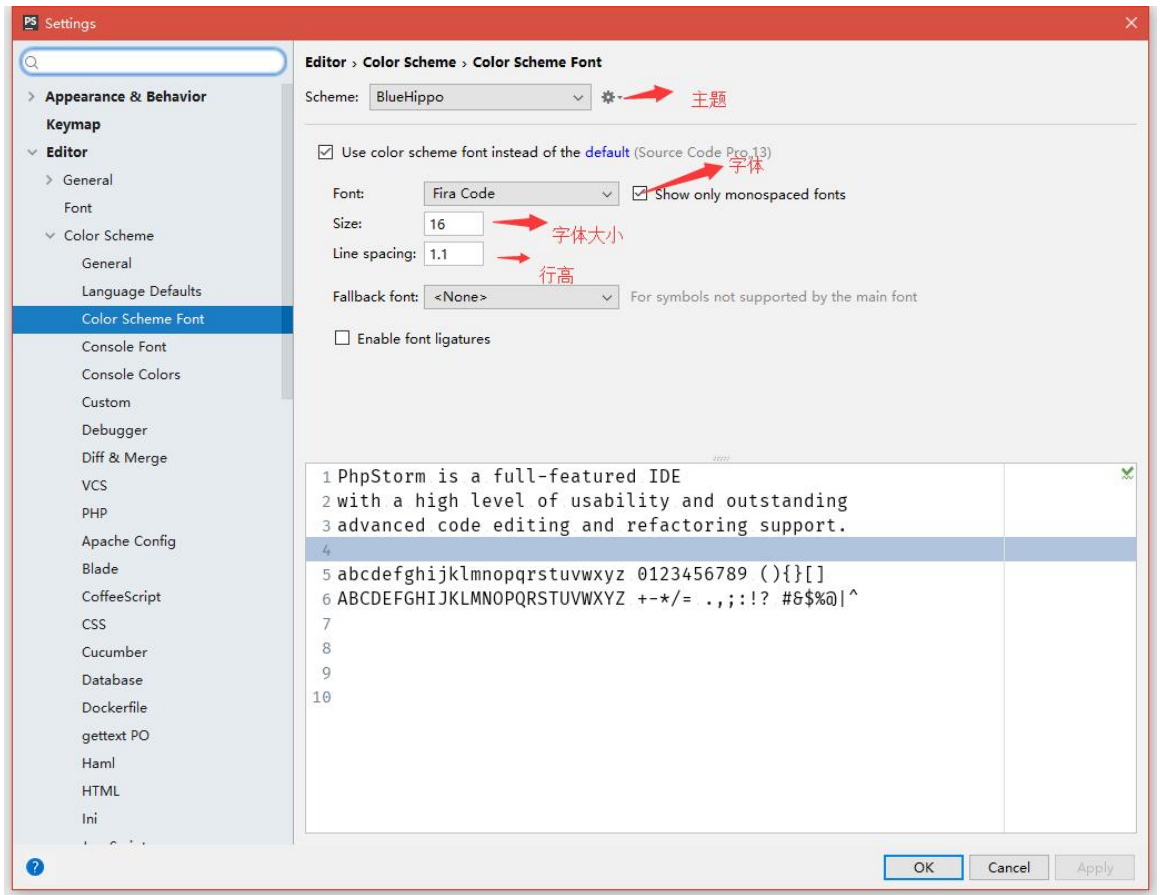 PS Settings
Editor › Color Scheme › Color Scheme Font
Scheme: BlueHippo 主题
Appearance & Behavior
Keymap
Editor
General
Font
Color Scheme
General
Language Defaults
Color Scheme Font
Console Font
Console Colors
Custom
Debugger
Diff & Merge
VCS
PHP
Apache Config
Blade
CoffeeScript
CSS
Cucumber
Database
Dockerfile
gettext PO
Haml
HTML
Ini
Use color scheme font instead of the default (Source Code Pro,13)
字体
Font: Fira Code Show only monospaced fonts
Size: 16 字体大小
Line spacing: 1.1 行高
Fallback font: <None> For symbols not supported by the main font
Enable font ligatures
1 PhpStorm is a full-featured IDE
2 with a high level of usability and outstanding
3 advanced code editing and refactoring support.
4
5 abcdefghijklmnopqrstuvwxyz 0123456789 (){}[]
6 ABCDEFGHIJKLMNOPQRSTUVWXYZ +-*/= .,;:!? #&$%@|^
7
8
9
10
? OK Cancel Apply